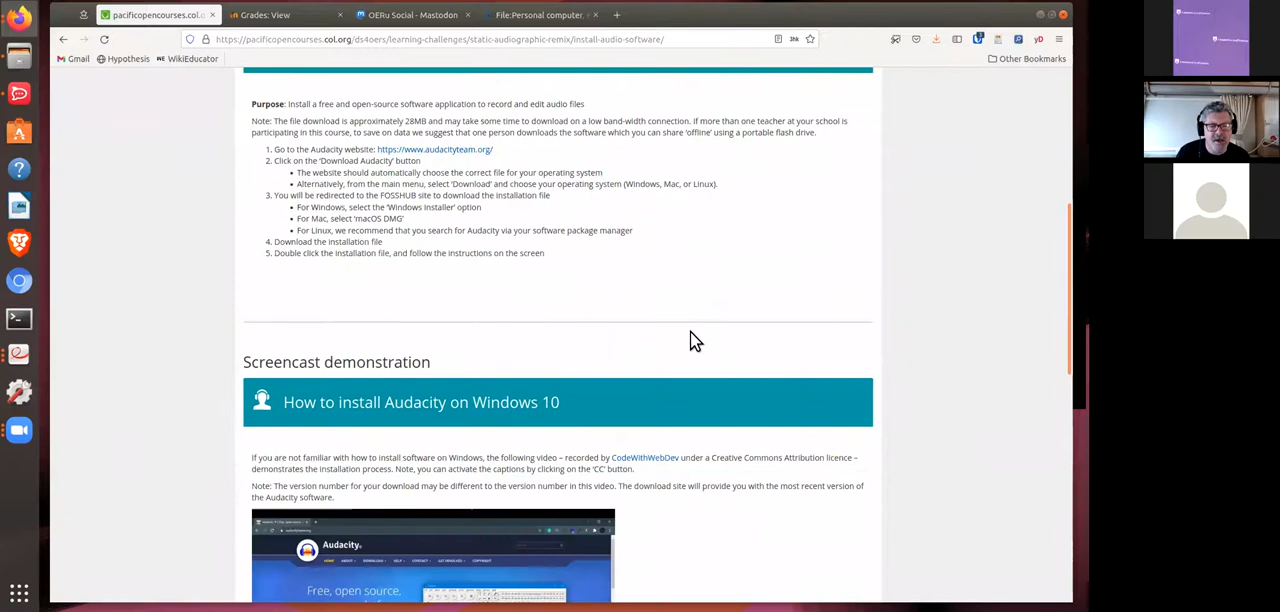 pacificopencourses.col.o
Grades: View
OERu Social - Mastodon
File:Personal computer,
https://pacificopencourses.col.org/ds4oers/learning-challenges/static-audiographic-remix/install-audio-software/
Gmail
Hypothesis
WE WikiEducator
Other Bookmarks
Purpose: Install a free and open-source software application to record and edit audio files
Note: The file download is approximately 28MB and may take some time to download on a low band-width connection. If more than one teacher at your school is
participating in this course, to save on data we suggest that one person downloads the software which you can share 'offline' using a portable flash drive.
1. Go to the Audacity website: https://www.audacityteam.org/
2. Click on the 'Download Audacity' button
• The website should automatically choose the correct file for your operating system
• Alternatively, from the main menu, select 'Download' and choose your operating system (Windows, Mac, or Linux).
3. You will be redirected to the FOSSHUB site to download the installation file
• For Windows, select the 'Windows Installer' option
• For Mac, select 'macOS DMG'
• For Linux, we recommend that you search for Audacity via your software package manager
4. Download the installation file
5. Double click the installation file, and follow the instructions on the screen
Screencast demonstration
How to install Audacity on Windows 10
If you are not familiar with how to install software on Windows, the following video – recorded by CodeWithWebDev under a Creative Commons Attribution licence –
demonstrates the installation process. Note, you can activate the captions by clicking on the 'CC' button.
Note: The version number for your download may be different to the version number in this video. The download site will provide you with the most recent version of
the Audacity software.
Audacity
HOME ABOUT DOWNLOAD HELP CONTACT GET INVOLVED COPYRIGHT
Free, open source,